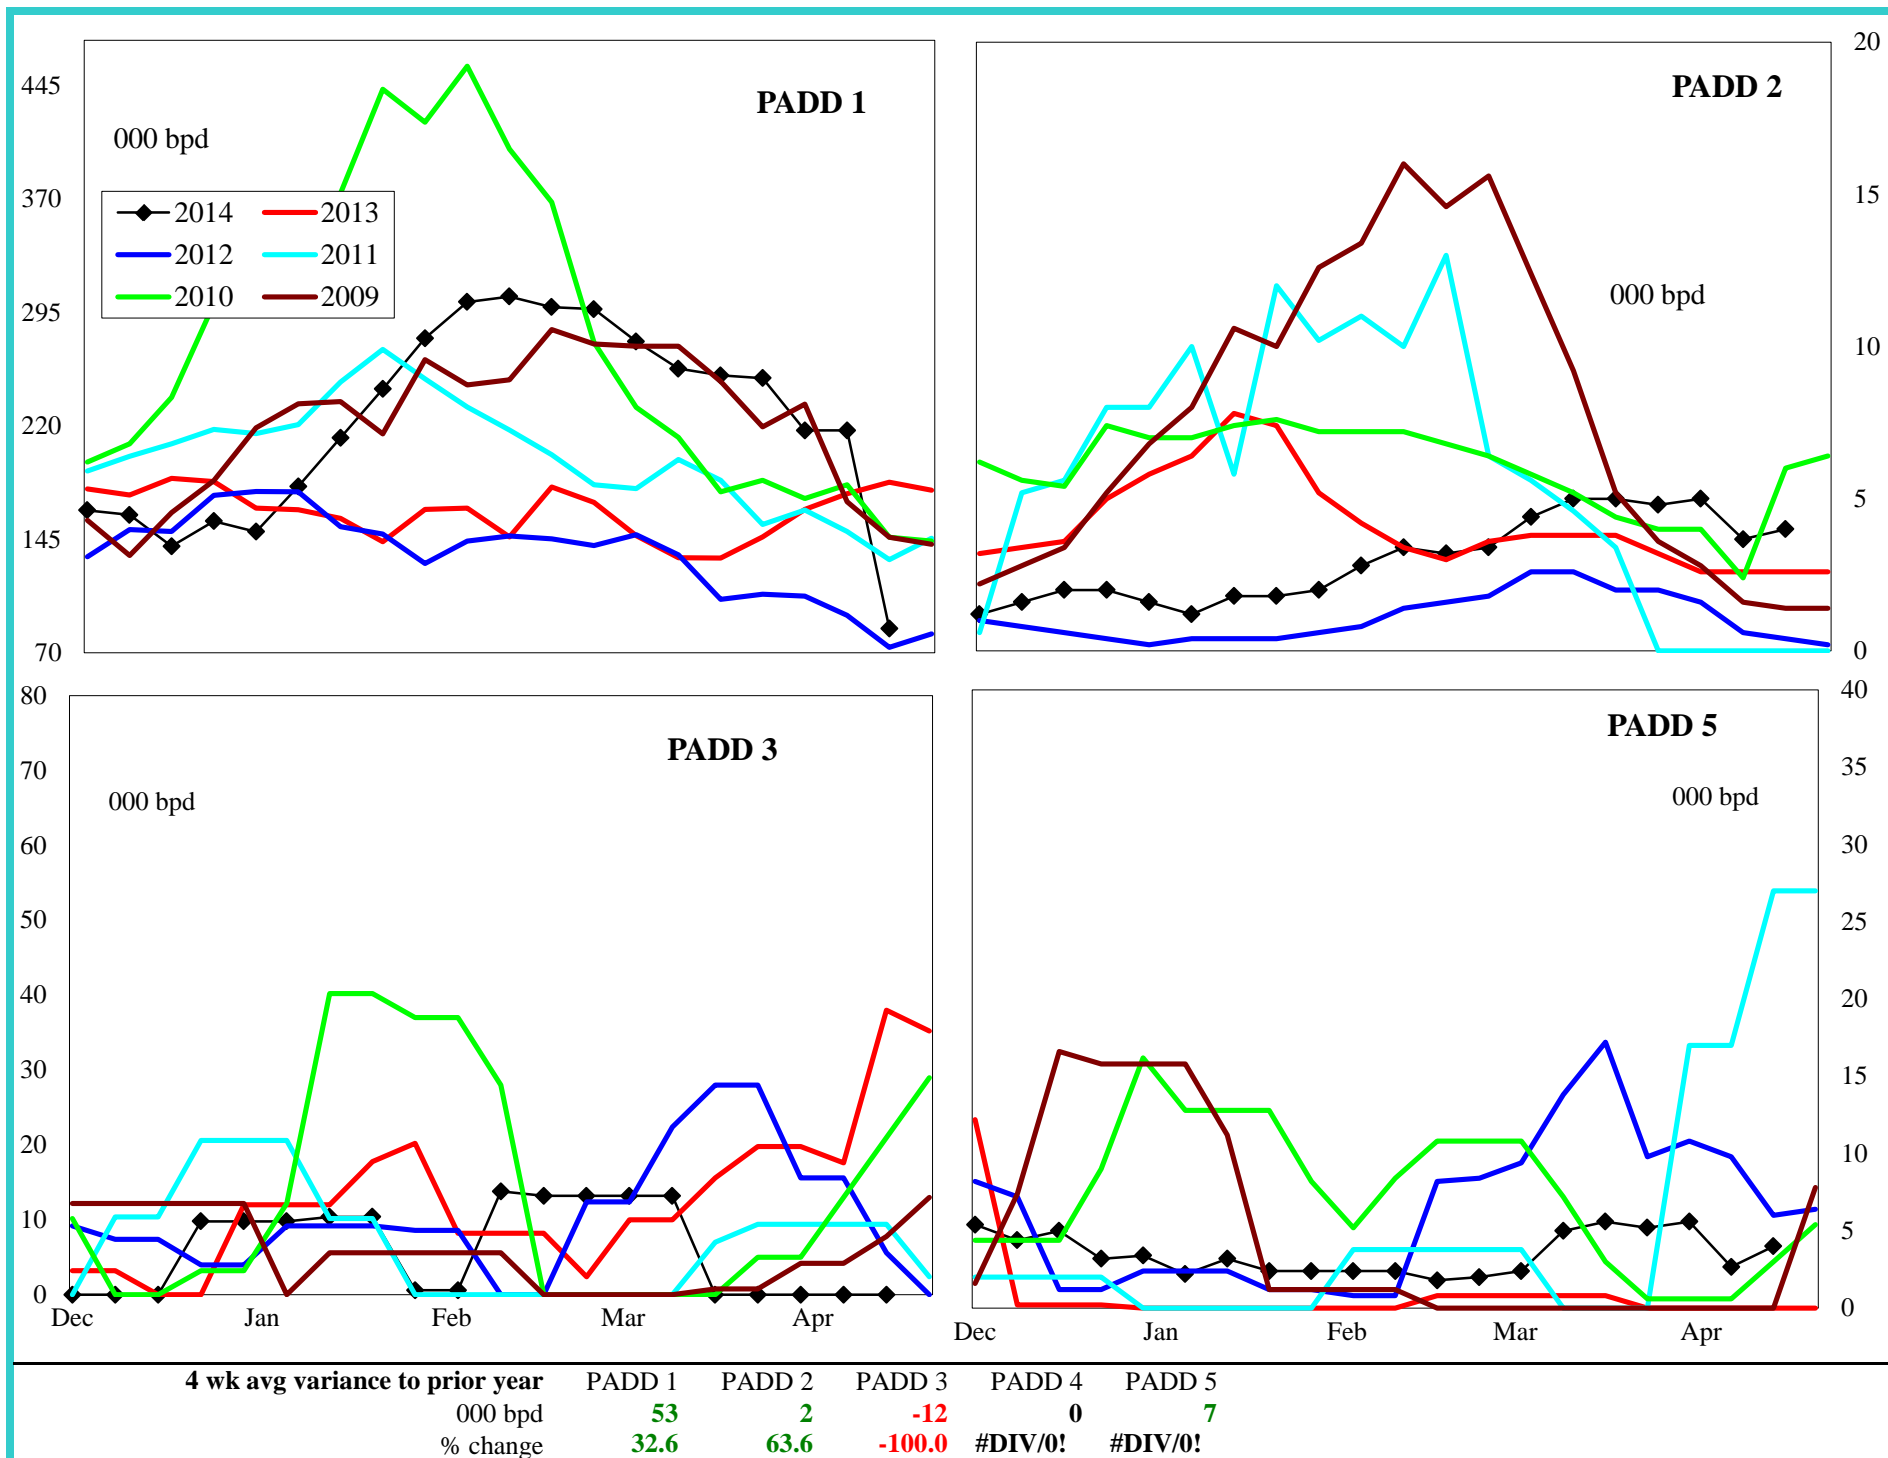 PADD 1
000 bpd
445
370
295
220
145
70
2014 2013
2012 2011
2010 2009
PADD 2
000 bpd
20
15
10
5
0
PADD 3
000 bpd
80
70
60
50
40
30
20
10
0
Dec Jan Feb Mar Apr
PADD 5
000 bpd
40
35
30
25
20
15
10
5
0
Dec Jan Feb Mar Apr
4 wk avg variance to prior year PADD 1 PADD 2 PADD 3 PADD 4 PADD 5
000 bpd 53 2 -12 0 7
% change 32.6 63.6 -100.0 #DIV/0! #DIV/0!